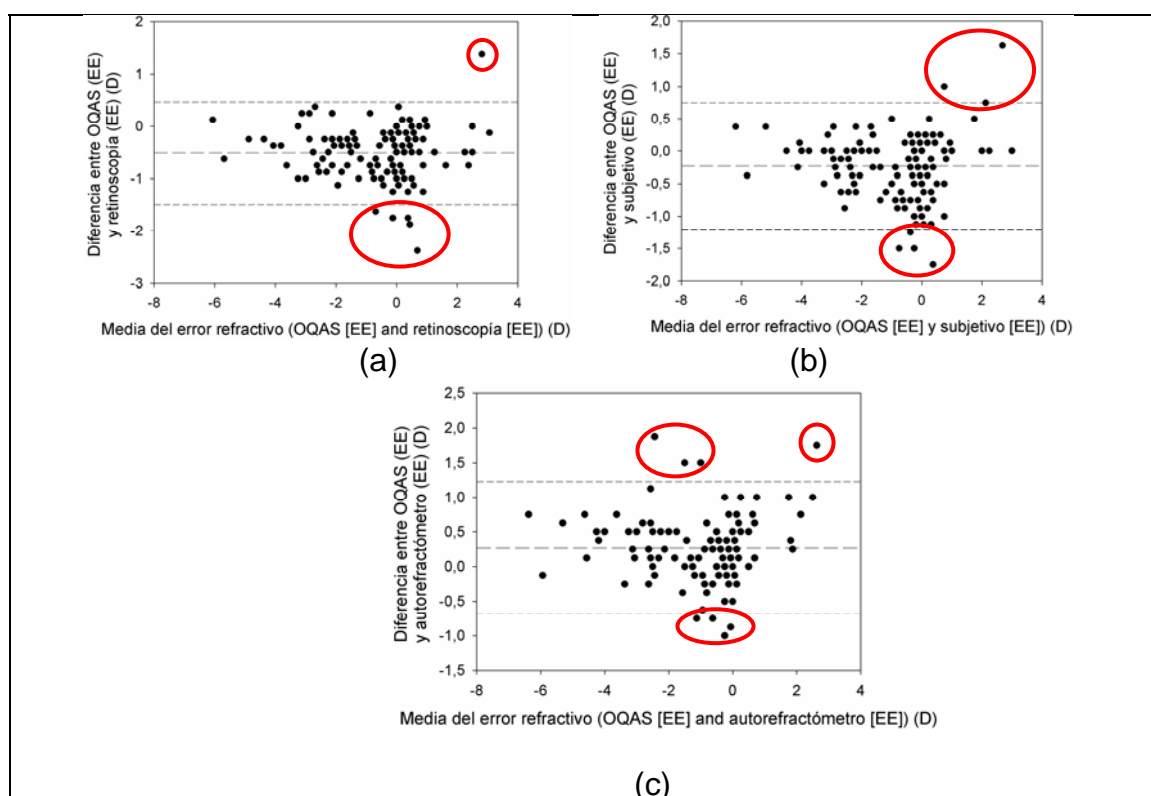 Diferencia entre OQAS (EE)
y retinoscopía (EE) (D)
2
1
0
-1
-2
-3
-8 -6 -4 -2 0 2 4
Media del error refractivo (OQAS [EE] and retinoscopía [EE]) (D)
(a)
Diferencia entre OQAS (EE)
y subjetivo (EE) (D)
2,0
1,5
1,0
0,5
0,0
-0,5
-1,0
-1,5
-2,0
-8 -6 -4 -2 0 2 4
Media del error refractivo (OQAS [EE] y subjetivo [EE]) (D)
(b)
Diferencia entre OQAS (EE)
y autorefractómetro (EE) (D)
2,5
2,0
1,5
1,0
0,5
0,0
-0,5
-1,0
-1,5
-8 -6 -4 -2 0 2 4
Media del error refractivo (OQAS [EE] and autorefractómetro [EE]) (D)
(c)